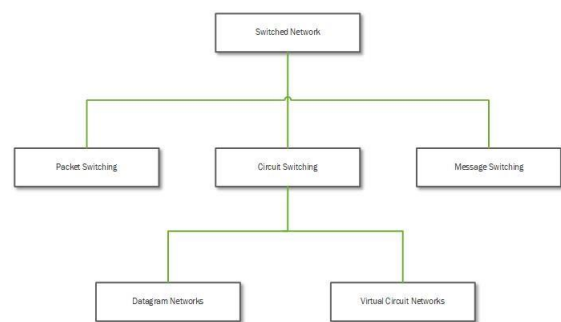 Switched Network
Packet Switching
Circuit Switching
Message Switching
Datagram Networks
Virtual Circuit Networks